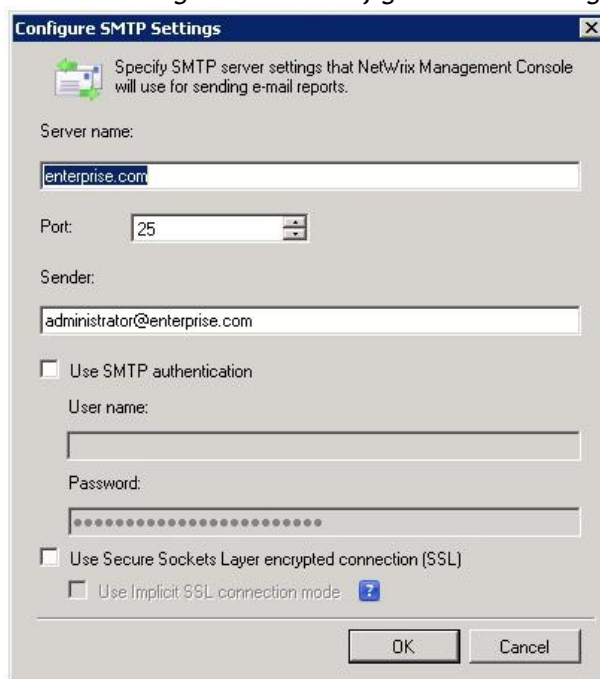 Configure SMTP Settings
Specify SMTP server settings that NetWrix Management Console
will use for sending e-mail reports.
Server name:
enterprise.com
Port: 25
Sender:
administrator@enterprise.com
Use SMTP authentication
User name:
Password:
Use Secure Sockets Layer encrypted connection (SSL)
Use Implicit SSL connection mode ?
OK Cancel